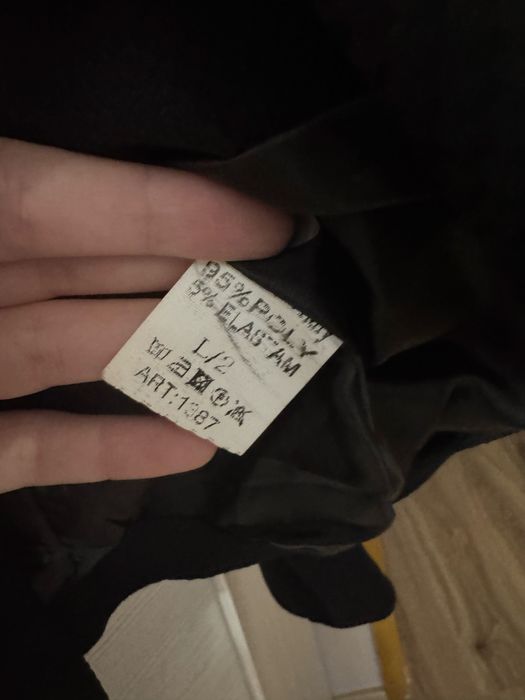 95%POLY
5% ELASTAM
L/2
ART:1387